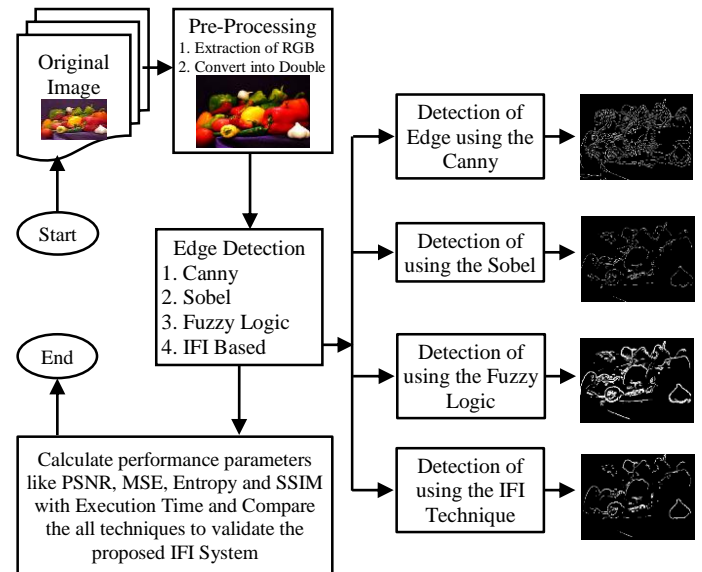 Original
Image
Pre-Processing
1. Extraction of RGB
2. Convert into Double
Start
Edge Detection
1. Canny
2. Sobel
3. Fuzzy Logic
4. IFI Based
Detection of
Edge using the
Canny
Detection of
using the Sobel
Detection of
using the Fuzzy
Logic
Detection of
using the IFI
Technique
End
Calculate performance parameters
like PSNR, MSE, Entropy and SSIM
with Execution Time and Compare
the all techniques to validate the
proposed IFI System